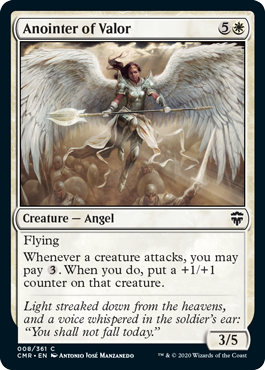 Anointer of Valor 5
Creature — Angel
Flying
Whenever a creature attacks, you may
pay 3. When you do, put a +1/+1
counter on that creature.
Light streaked down from the heavens,
and a voice whispered in the soldier's ear:
"You shall not fall today."
3/5
008/361 C
CMR • EN Antonio José Manzanedo
™ & © 2020 Wizards of the Coast